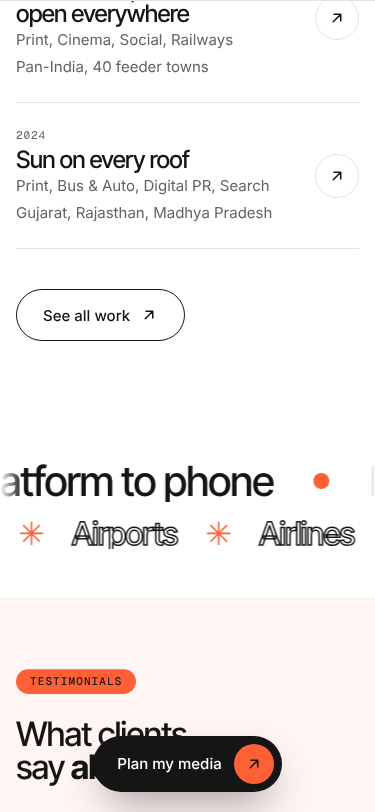 open everywhere
Print, Cinema, Social, Railways
Pan-India, 40 feeder towns
2024
Sun on every roof
Print, Bus & Auto, Digital PR, Search
Gujarat, Rajasthan, Madhya Pradesh
See all work
atform to phone
Airports Airlines
TESTIMONIALS
What clients
say
Plan my media